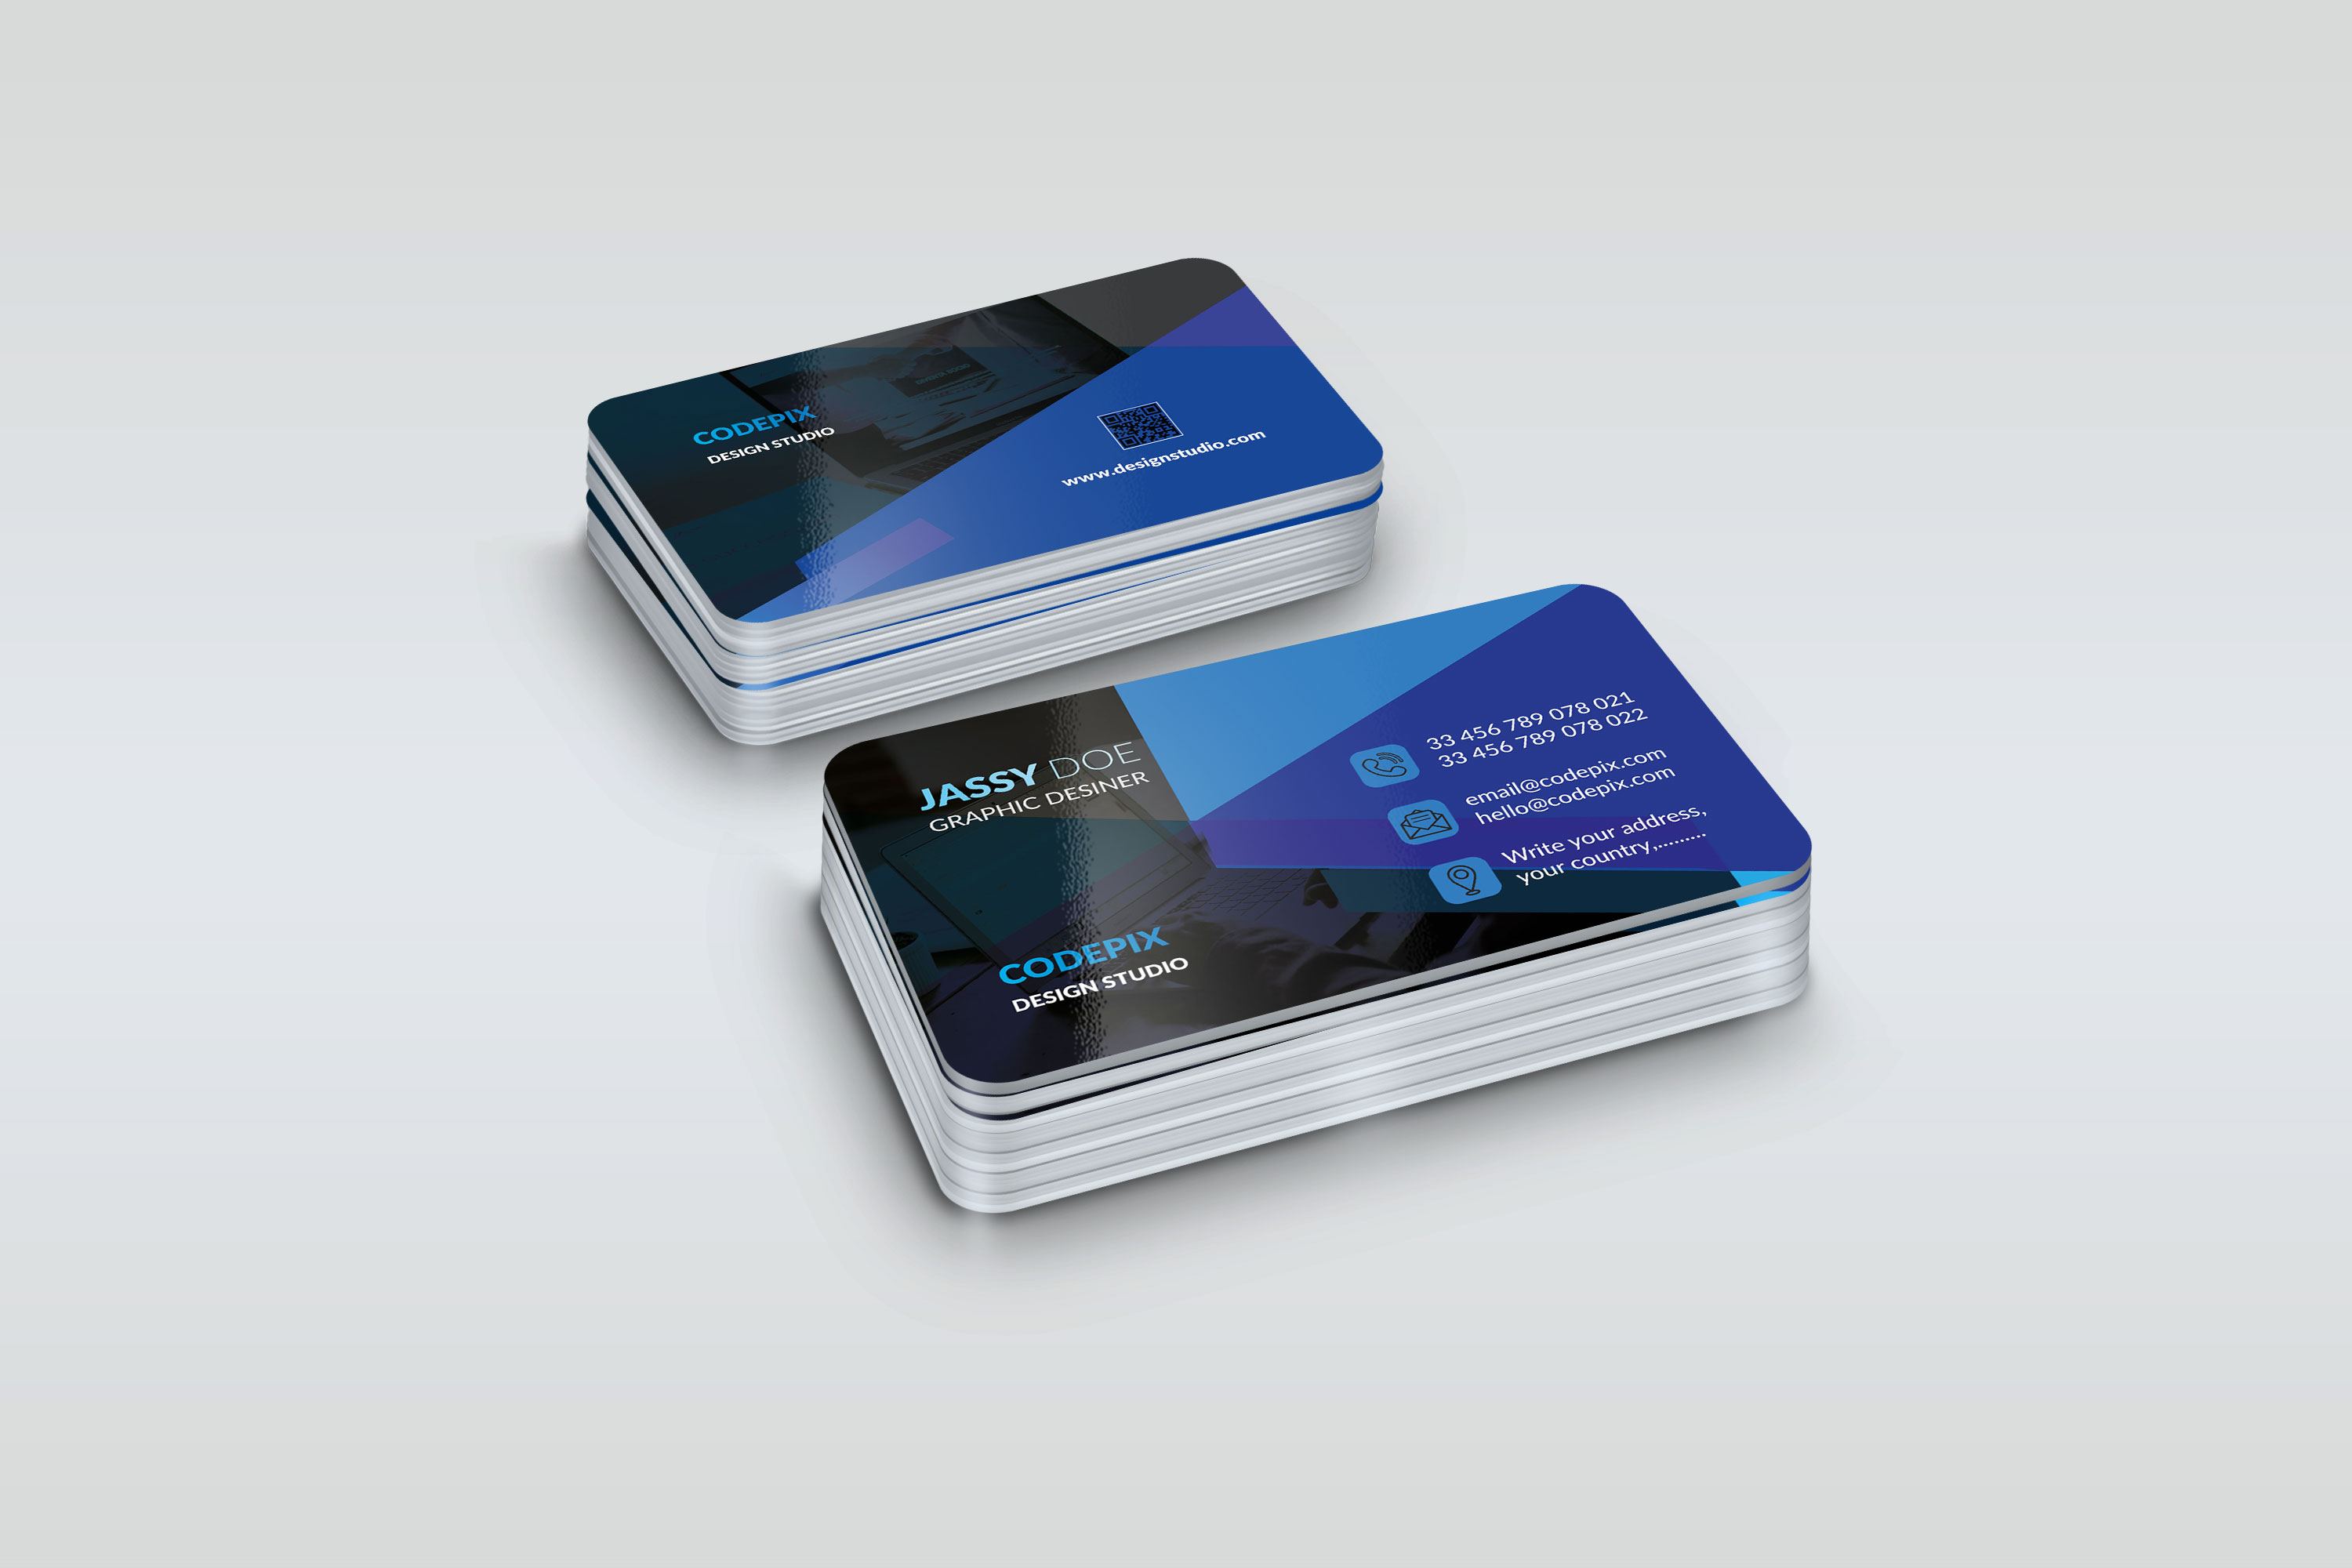 CODEPIX
DESIGN STUDIO
www.designstudio.com
JASSY DOE
GRAPHIC DESINER
33 456 789 078 021
33 456 789 078 022
email@codepix.com
hello@codepix.com
Write your address,
your country,.........
CODEPIX
DESIGN STUDIO